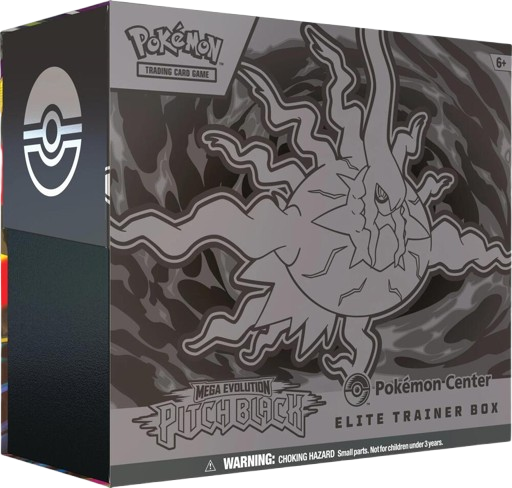 POKéMON
TRADING CARD GAME
6+
MEGA EVOLUTION
PITCH BLACK
Pokémon Center
ELITE TRAINER BOX
WARNING: CHOKING HAZARD Small parts. Not for children under 3 years.